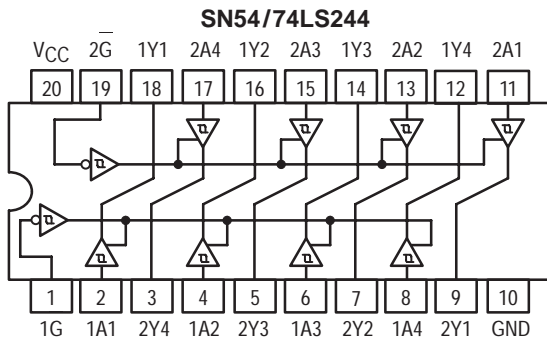 SN54/74LS244
VCC 2G 1Y1 2A4 1Y2 2A3 1Y3 2A2 1Y4 2A1
20 19 18 17 16 15 14 13 12 11
1 2 3 4 5 6 7 8 9 10
1G 1A1 2Y4 1A2 2Y3 1A3 2Y2 1A4 2Y1 GND